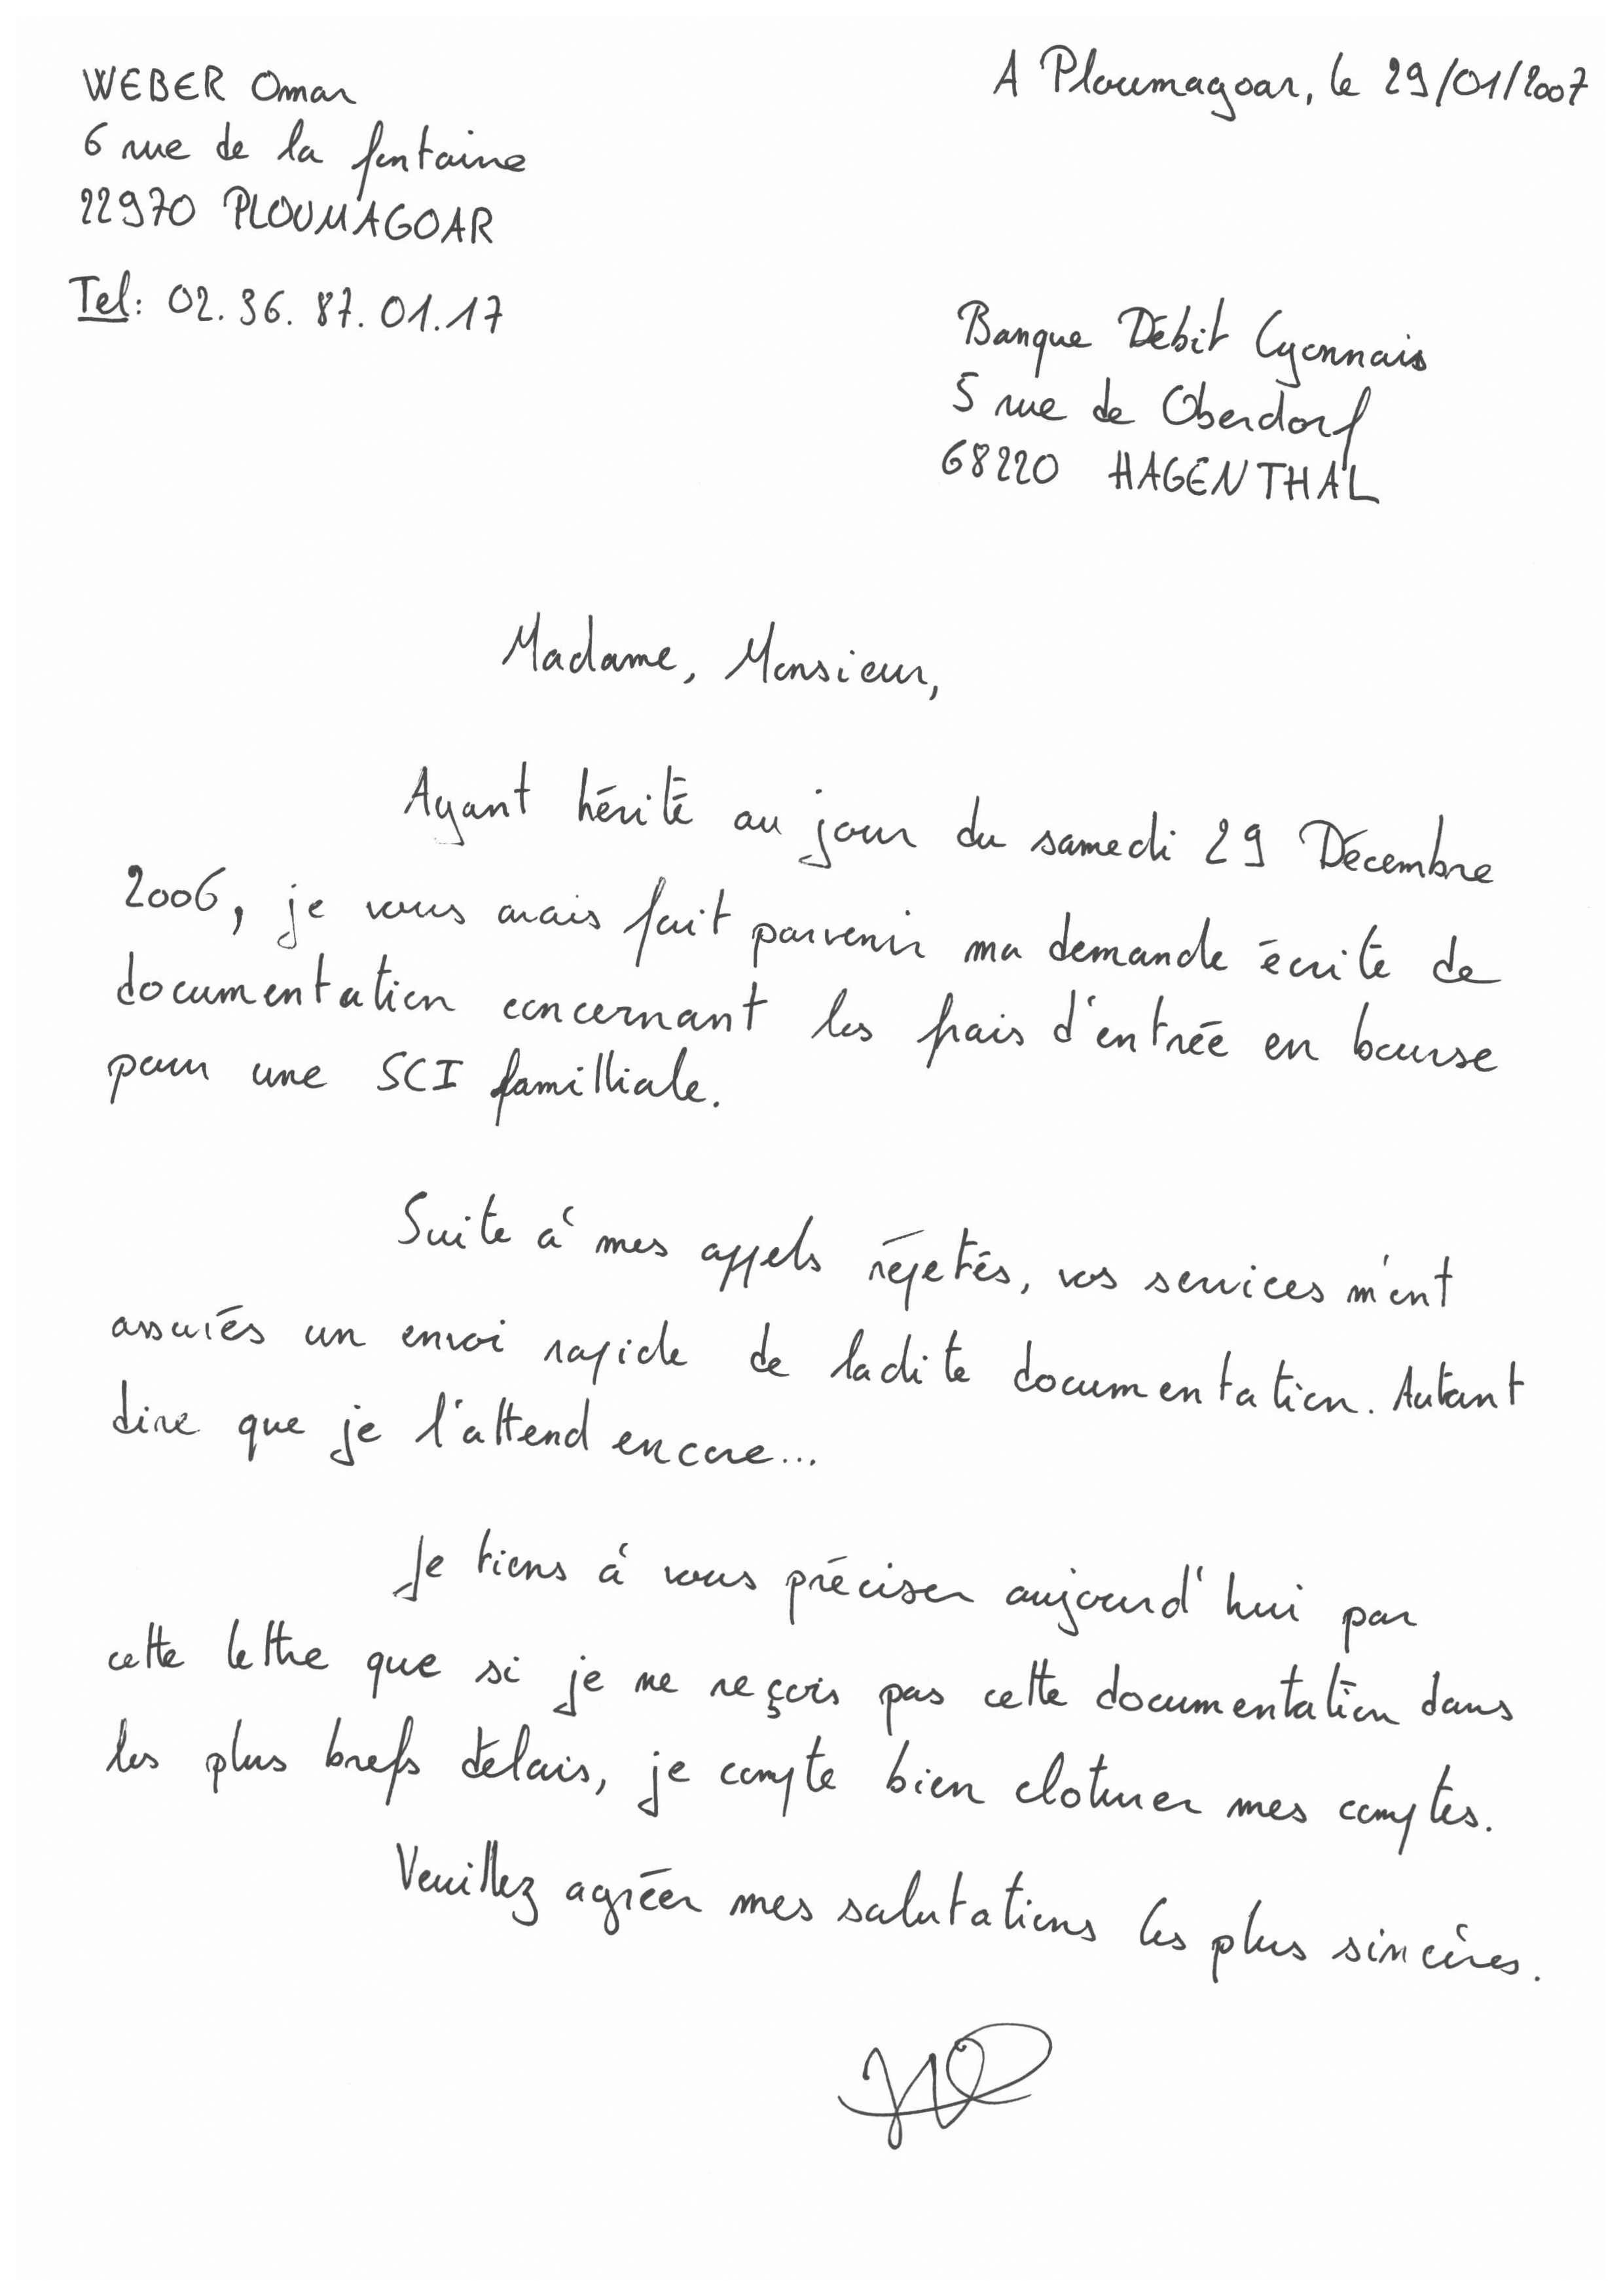 WEBER Omar
6 rue de la fontaine
22970 PLOUMAGOAR
Tel: 02.36.87.01.17
A Ploumagoar, le 29/01/2007
Banque Débit Lyonnais
5 rue de Oberdorf
68220 HAGENTHAL
Madame, Monsieur,
Ayant hérité au jour du samedi 29 Décembre
2006, je vous avais fait parvenir ma demande écrite de
documentation concernant les frais d'entrée en bourse
pour une SCI familliale.
Suite à mes appels répetés, vos services m'ont
assurés un envoi rapide de ladite documentation. Autant
dire que je l'attend encore...
Je tiens à vous préciser aujourd'hui par
cette lettre que si je ne reçois pas cette documentation dans
les plus brefs délais, je compte bien cloturer mes comptes.
Veuillez agréer mes salutations les plus sincères.